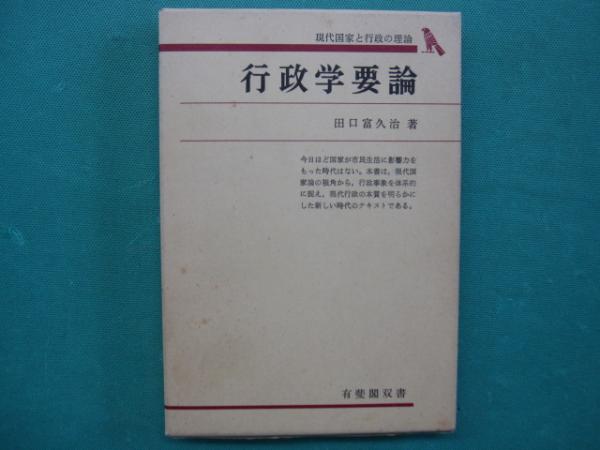 現代国家と行政の理論
行政学要論
田口富久治 著
今日ほど国家が市民生活に影響力を
もった時代はない。本書は、現代国
家論の視角から、行政事象を体系的
に捉え、現代行政の本質を明らかに
した新しい時代のテキストである。
有斐閣双書